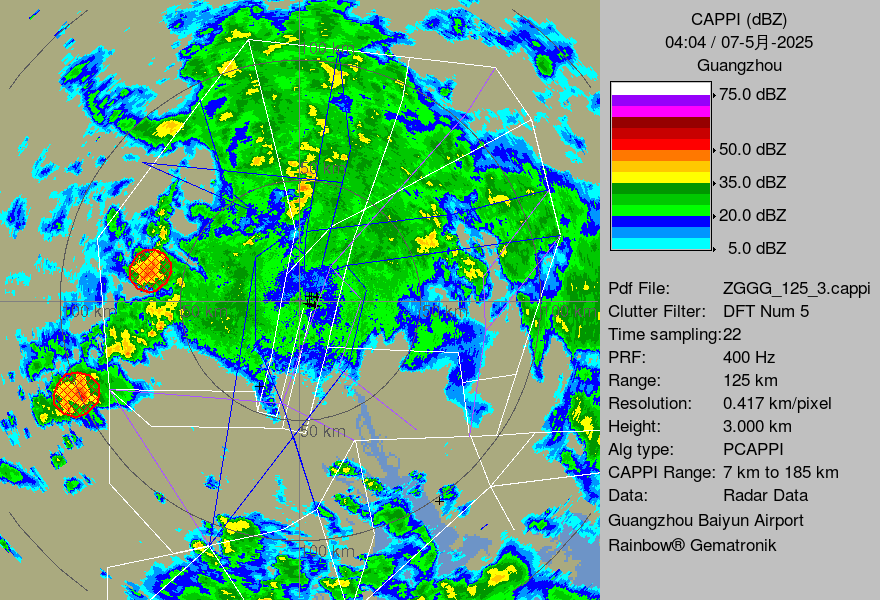 CAPPI (dBZ)
04:04 / 07-5月-2025
Guangzhou
75.0 dBZ
50.0 dBZ
35.0 dBZ
20.0 dBZ
5.0 dBZ
Pdf File: ZGGG_125_3.cappi
Clutter Filter: DFT Num 5
Time sampling:22
PRF: 400 Hz
Range: 125 km
Resolution: 0.417 km/pixel
Height: 3.000 km
Alg type: PCAPPI
CAPPI Range: 7 km to 185 km
Data: Radar Data
Guangzhou Baiyun Airport
Rainbow® Gematronik
100 km
50 km
100 km
50 km
100 km